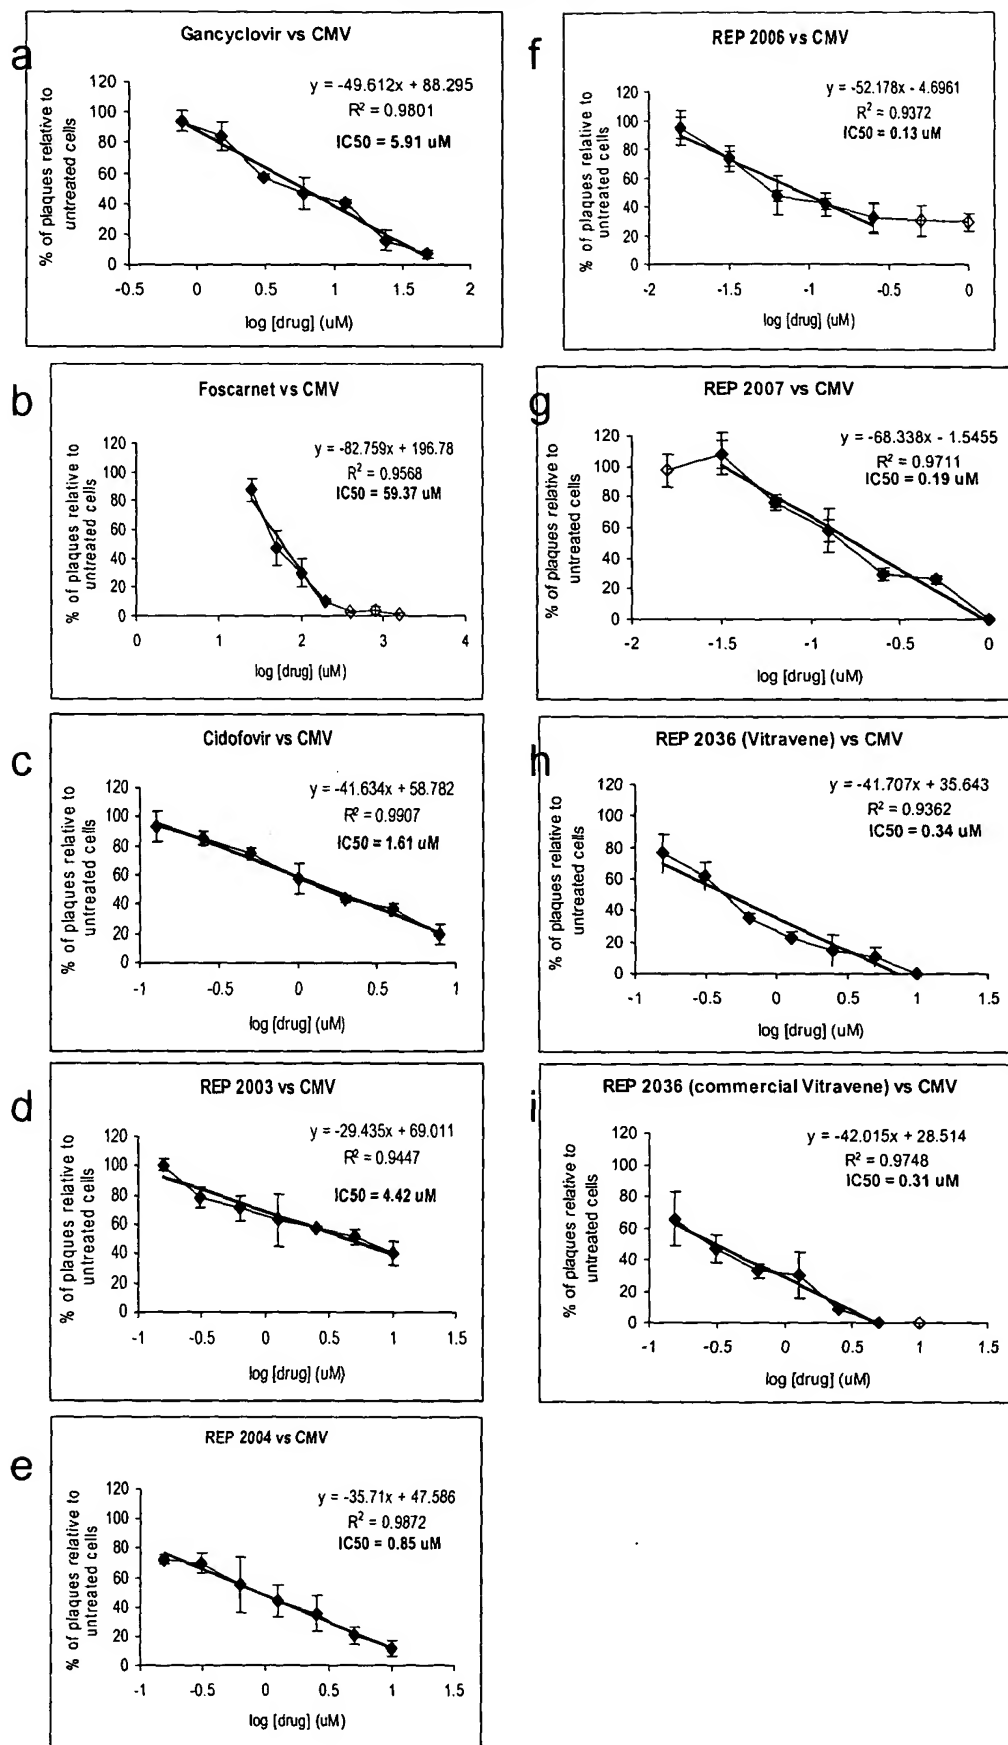 a
Gancyclovir vs CMV
y = -49.612x + 88.295
R² = 0.9801
IC50 = 5.91 uM
% of plaques relative to
untreated cells
120
100
80
60
40
20
0
-0.5 0 0.5 1 1.5 2
log [drug] (uM)
b
Foscarnet vs CMV
y = -82.759x + 196.78
R² = 0.9568
IC50 = 59.37 uM
% of plaques relative to
untreated cells
120
100
80
60
40
20
0
0 1 2 3 4
log [drug] (uM)
c
Cidofovir vs CMV
y = -41.634x + 58.782
R² = 0.9907
IC50 = 1.61 uM
% of plaques relative to
untreated cells
120
100
80
60
40
20
0
-1 -0.5 0 0.5 1
log [drug] (uM)
d
REP 2003 vs CMV
y = -29.435x + 69.011
R² = 0.9447
IC50 = 4.42 uM
% of plaques relative to
untreated cells
120
100
80
60
40
20
0
-1 -0.5 0 0.5 1 1.5
log [drug] (uM)
e
REP 2004 vs CMV
y = -35.71x + 47.586
R² = 0.9872
IC50 = 0.85 uM
% of plaques relative to
untreated cells
120
100
80
60
40
20
0
-1 -0.5 0 0.5 1 1.5
log [drug] (uM)
f
REP 2006 vs CMV
y = -52.178x - 4.6961
R² = 0.9372
IC50 = 0.13 uM
% of plaques relative to
untreated cells
120
100
80
60
40
20
0
-2 -1.5 -1 -0.5 0
log [drug] (uM)
g
REP 2007 vs CMV
y = -68.338x - 1.5455
R² = 0.9711
IC50 = 0.19 uM
% of plaques relative to
untreated cells
120
100
80
60
40
20
0
-2 -1.5 -1 -0.5 0
log [drug] (uM)
h
REP 2036 (Vitravene) vs CMV
y = -41.707x + 35.643
R² = 0.9362
IC50 = 0.34 uM
% of plaques relative to
untreated cells
120
100
80
60
40
20
0
-1 -0.5 0 0.5 1 1.5
log [drug] (uM)
i
REP 2036 (commercial Vitravene) vs CMV
y = -42.015x + 28.514
R² = 0.9748
IC50 = 0.31 uM
% of plaques relative to
untreated cells
120
100
80
60
40
20
0
-1 -0.5 0 0.5 1 1.5
log [drug] (uM)